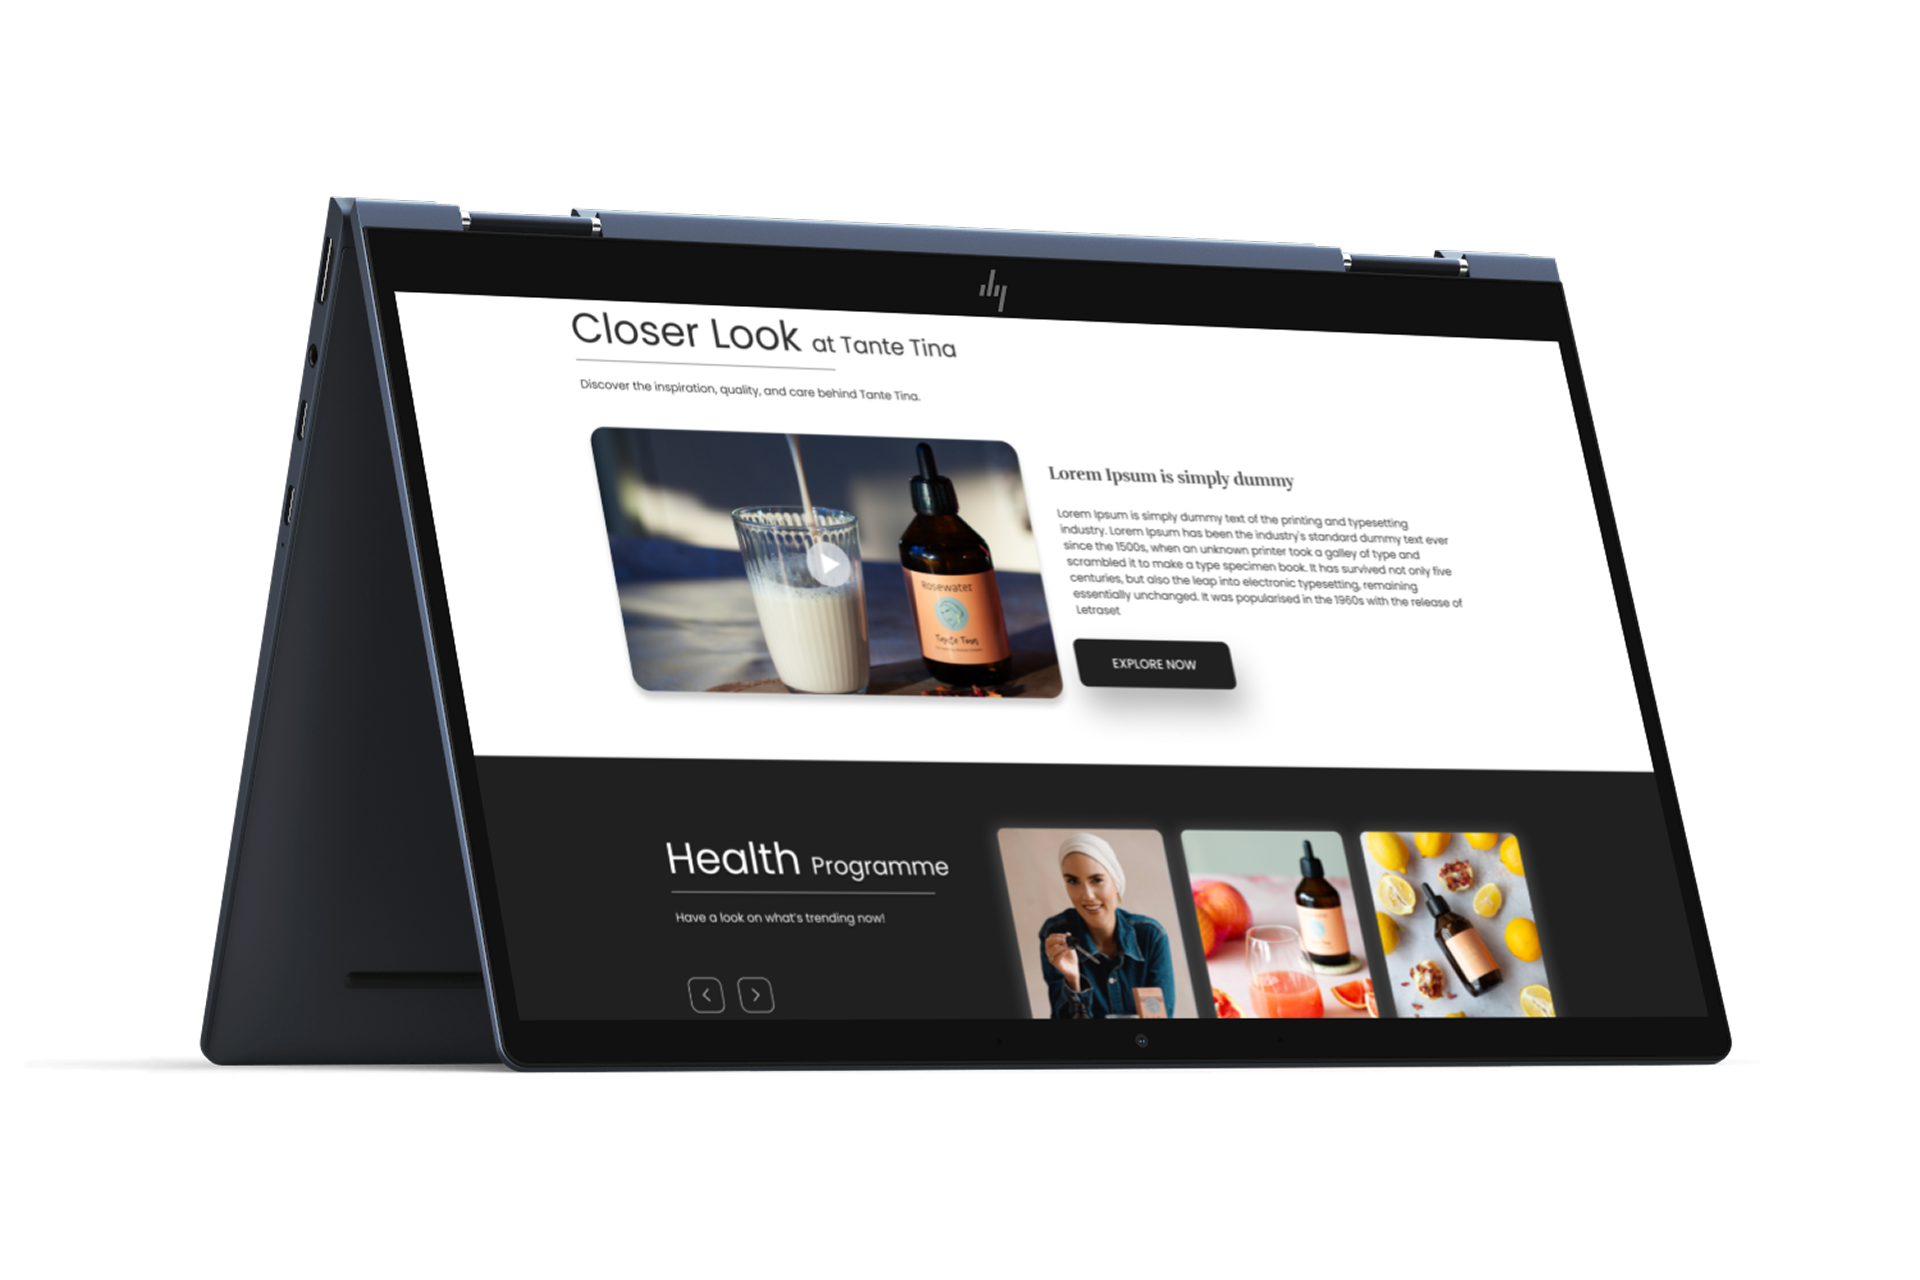 Closer Look at Tante Tina
Discover the inspiration, quality, and care behind Tante Tina.
Rosewater
Tante Tina
Lorem Ipsum is simply dummy
Lorem Ipsum is simply dummy text of the printing and typesetting
industry. Lorem Ipsum has been the industry's standard dummy text ever
since the 1500s, when an unknown printer took a galley of type and
scrambled it to make a type specimen book. It has survived not only five
centuries, but also the leap into electronic typesetting, remaining
essentially unchanged. It was popularised in the 1960s with the release of
Letraset
EXPLORE NOW
Health Programme
Have a look on what's trending now!